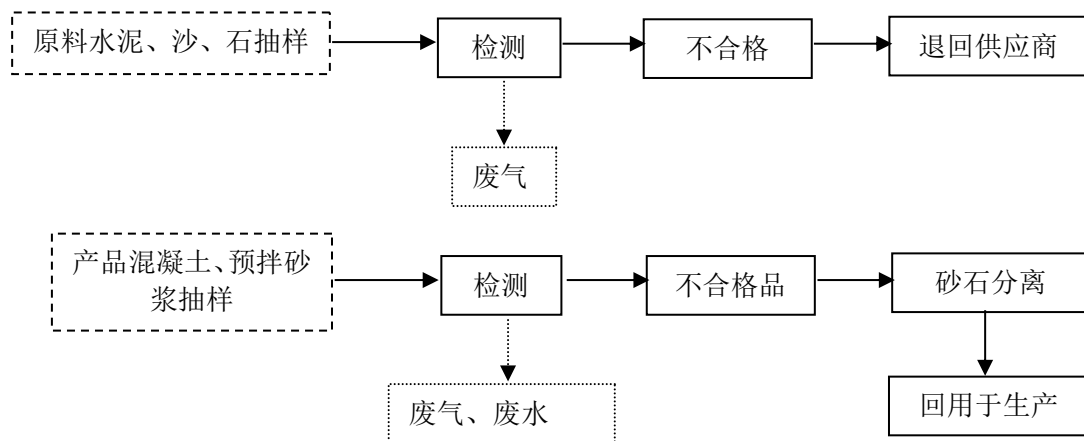 原料水泥、沙、石抽样
检测
不合格
退回供应商
废气
产品混凝土、预拌砂
浆抽样
检测
不合格品
砂石分离
废气、废水
回用于生产